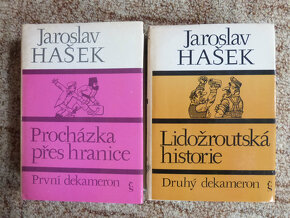 Jaroslav
HAŠEK
Procházka
přes hranice
První dekameron
Jaroslav
HAŠEK
Lidožroutská
historie
Druhý dekameron